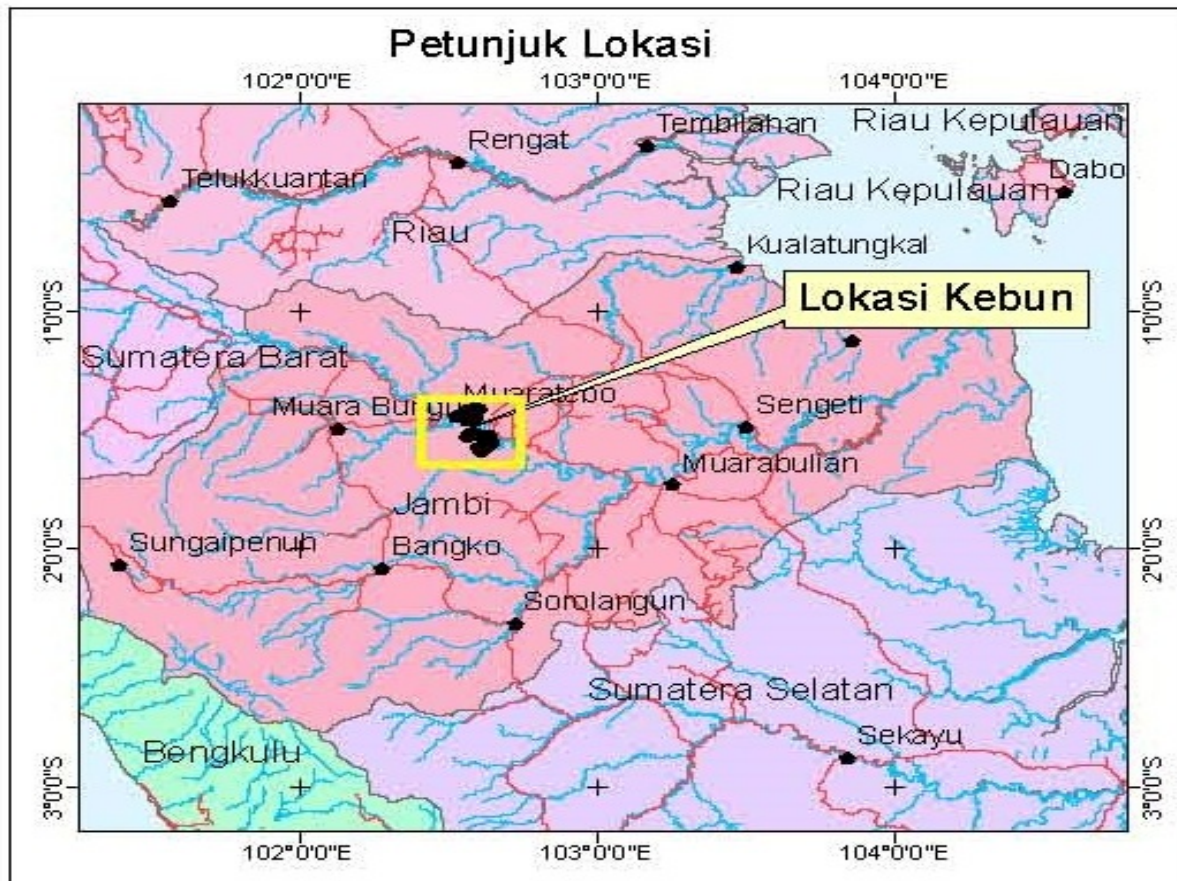 Petunjuk Lokasi
102°0'0"E 103°0'0"E 104°0'0"E
Tembilahan
Riau Kepulauan
Rengat
Telukkuantan
Riau Kepulauan
Dabo
Riau
Kualatungkal
Lokasi Kebun
1°0'0"S
1°0'0"S
Sumatera Barat
Muaratebo
Muara Bungo
Sengeti
Muarabulian
Jambi
Sungaipenuh
Bangko
2°0'0"S
2°0'0"S
Sorolangun
Sumatera Selatan
Sekayu
Bengkulu
3°0'0"S
3°0'0"S
102°0'0"E 103°0'0"E 104°0'0"E